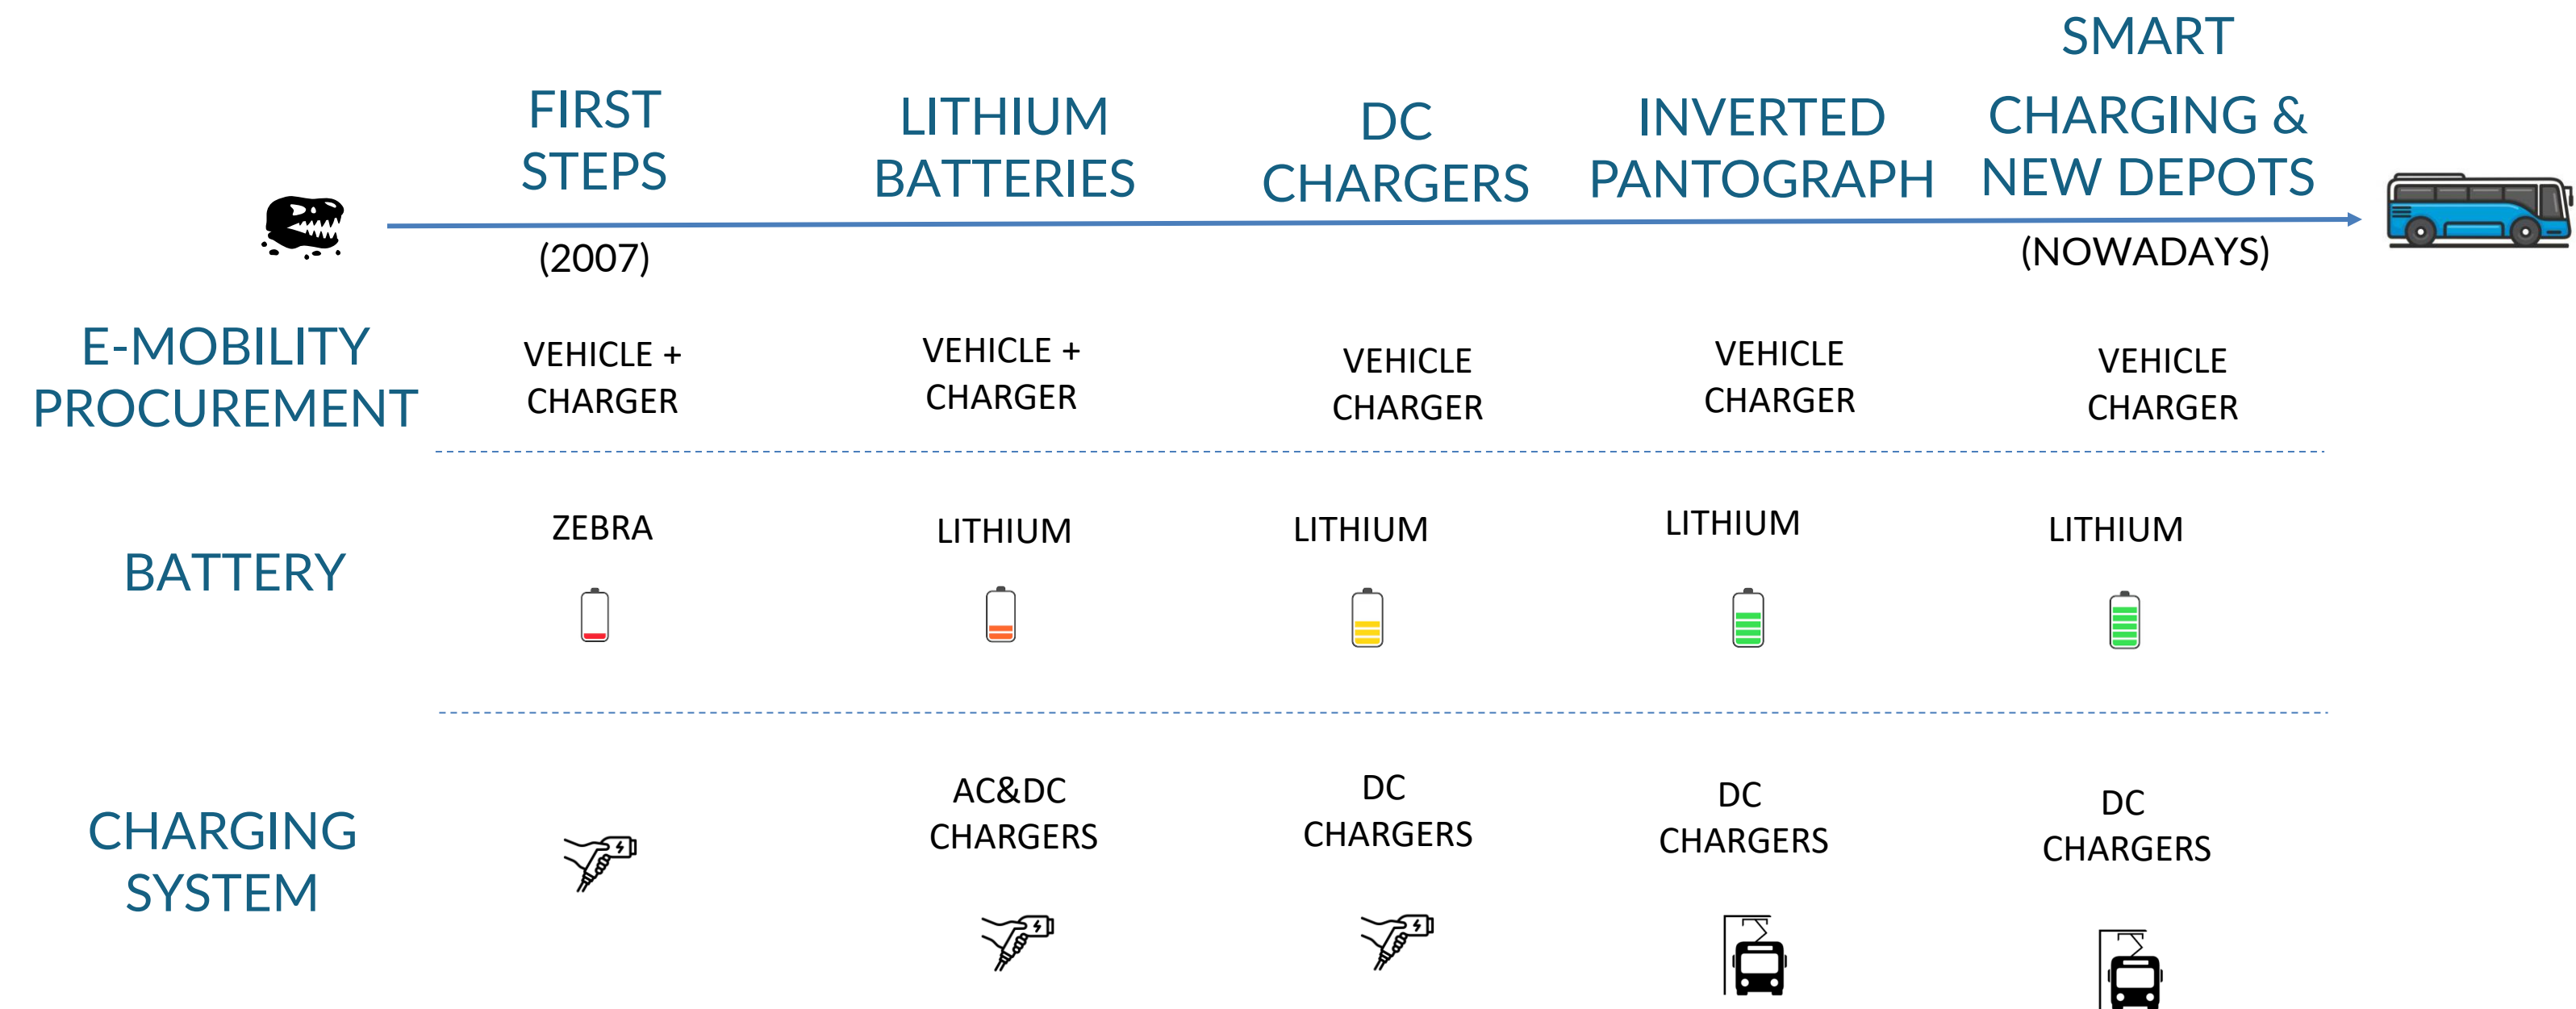 FIRST
STEPS
LITHIUM
BATTERIES
DC
CHARGERS
INVERTED
PANTOGRAPH
SMART
CHARGING &
NEW DEPOTS
(2007)
(NOWADAYS)
E-MOBILITY
PROCUREMENT
VEHICLE +
CHARGER
VEHICLE +
CHARGER
VEHICLE
CHARGER
VEHICLE
CHARGER
VEHICLE
CHARGER
BATTERY
ZEBRA
LITHIUM
LITHIUM
LITHIUM
LITHIUM
CHARGING
SYSTEM
AC&DC
CHARGERS
DC
CHARGERS
DC
CHARGERS
DC
CHARGERS